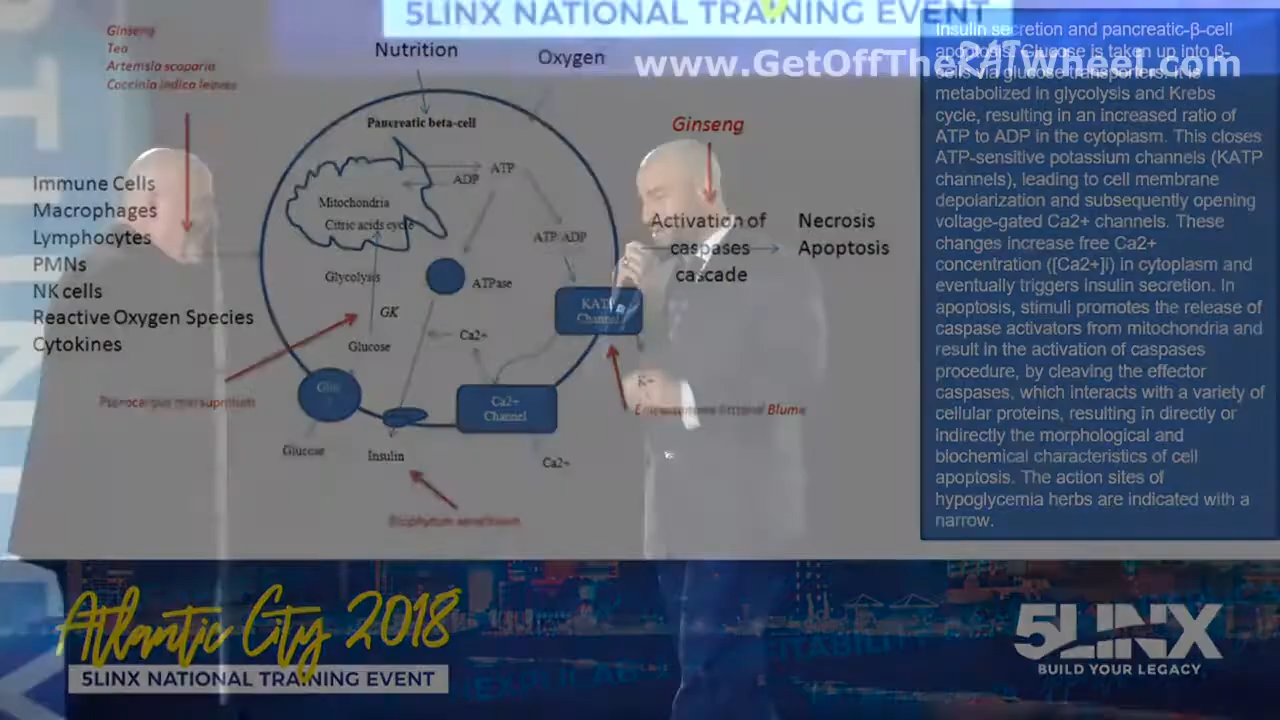 5LINX NATIONAL TRAINING EVENT
www.GetOffTheRATWheel.com
Ginseng
Tea
Artemsia scoparia
Coccinia indica leaves
Nutrition
Oxygen
Pancreatic beta-cell
ATP
ADP
Mitochondria
Citric acids cycle
ATP/ADP
Glycolysis
ATPase
GK
Glucose
Ca2+
KATP
Channel
K+
Ca2+
Channel
Glucose
Insulin
Ca2+
Immune Cells
Macrophages
Lymphocytes
PMNs
NK cells
Reactive Oxygen Species
Cytokines
Ginseng
Activation of
caspases
cascade
Necrosis
Apoptosis
Insulin secretion and pancreatic-β-cell
apoptosis. Glucose is taken up into β-
cells via glucose transporters. It is
metabolized in glycolysis and Krebs
cycle, resulting in an increased ratio of
ATP to ADP in the cytoplasm. This closes
ATP-sensitive potassium channels (KATP
channels), leading to cell membrane
depolarization and subsequently opening
voltage-gated Ca2+ channels. These
changes increase free Ca2+
concentration ([Ca2+]i) in cytoplasm and
eventually triggers insulin secretion. In
apoptosis, stimuli promotes the release of
caspase activators from mitochondria and
result in the activation of caspases
procedure, by cleaving the effector
caspases, which interacts with a variety of
cellular proteins, resulting in directly or
indirectly the morphological and
biochemical characteristics of cell
apoptosis. The action sites of
hypoglycemia herbs are indicated with a
narrow.
Atlantic City 2018
5LINX NATIONAL TRAINING EVENT
5LINX
BUILD YOUR LEGACY